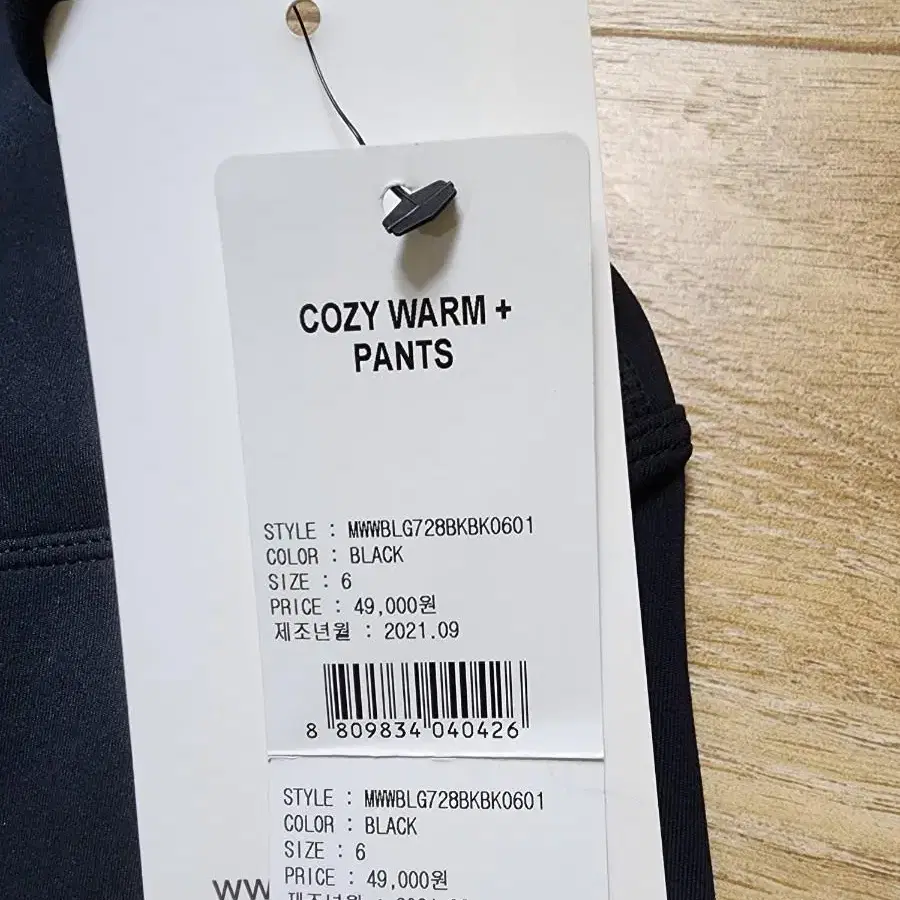 COZY WARM +
PANTS
STYLE : MWWBLG728BKBK0601
COLOR : BLACK
SIZE : 6
PRICE : 49,000원
제조년월 : 2021.09
8 809834 040426
STYLE : MWWBLG728BKBK0601
COLOR : BLACK
SIZE : 6
PRICE : 49,000원